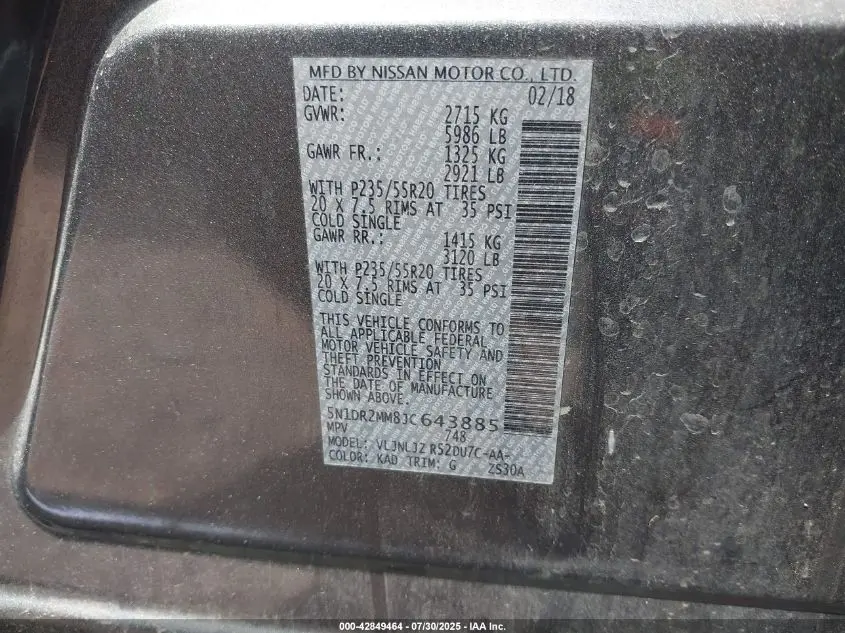 MFD BY NISSAN MOTOR CO., LTD.
DATE: 02/18
GVWR: 2715 KG
5986 LB
GAWR FR.: 1325 KG
2921 LB
WITH P235/55R20 TIRES
20 X 7.5 RIMS AT 35 PSI
COLD SINGLE
GAWR RR.: 1415 KG
3120 LB
WITH P235/55R20 TIRES
20 X 7.5 RIMS AT 35 PSI
COLD SINGLE
THIS VEHICLE CONFORMS TO
ALL APPLICABLE FEDERAL
MOTOR VEHICLE SAFETY AND
THEFT PREVENTION
STANDARDS IN EFFECT ON
THE DATE OF MANUFACTURE
SHOWN ABOVE.
5N1DR2MM8JC643885
MPV 748
MODEL: VLJNLJZ R52DU7C-AA-
COLOR: KAD TRIM: G ZS30A
000-42849464 - 07/30/2025 - IAA Inc.